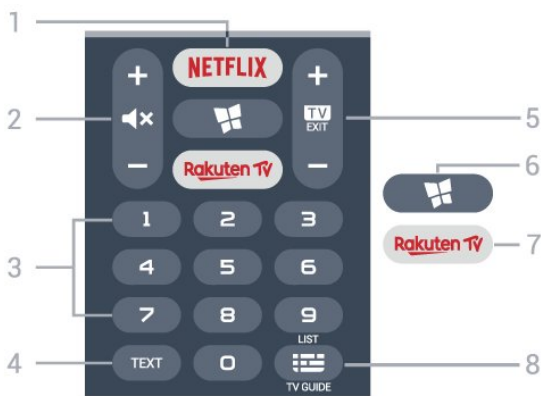 1
+ NETFLIX +
2 TV 5
EXIT
6
- Rakuten TV -
1 2 3 Rakuten TV 7
3 4 5 6
7 8 9
LIST
4 TEXT 0 8
TV GUIDE